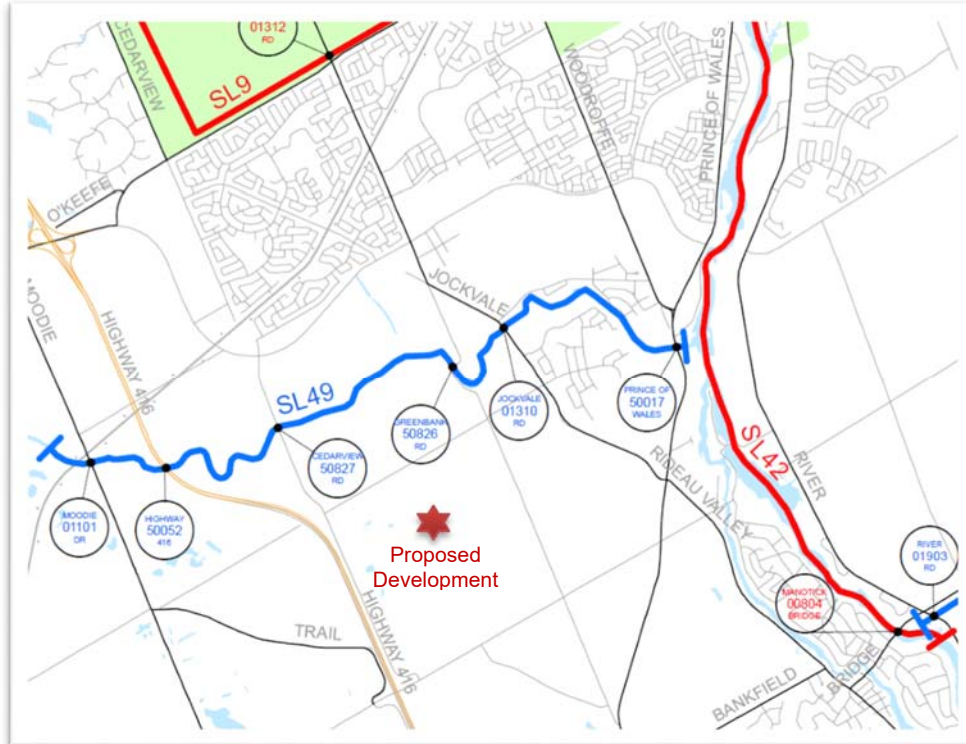 CEDARVIEW
01312
RD
SL9
WOODROFFE
PRINCE OF WALES
O'KEEFE
MOODIE
HIGHWAY 416
JOCKVALE
SL49
GREENBANK
50826
RD
JOCKVALE
01310
RD
PRINCE OF
50017
WALES
CEDARVIEW
50827
RD
MOODIE
01101
DR
HIGHWAY
50052
416
SL42
RIVER
RIDEAU VALLEY
Proposed
Development
RIVER
01903
RD
MANOTICK
00804
BRIDGE
TRAIL
HIGHWAY 416
BRIDGE
BANKFIELD